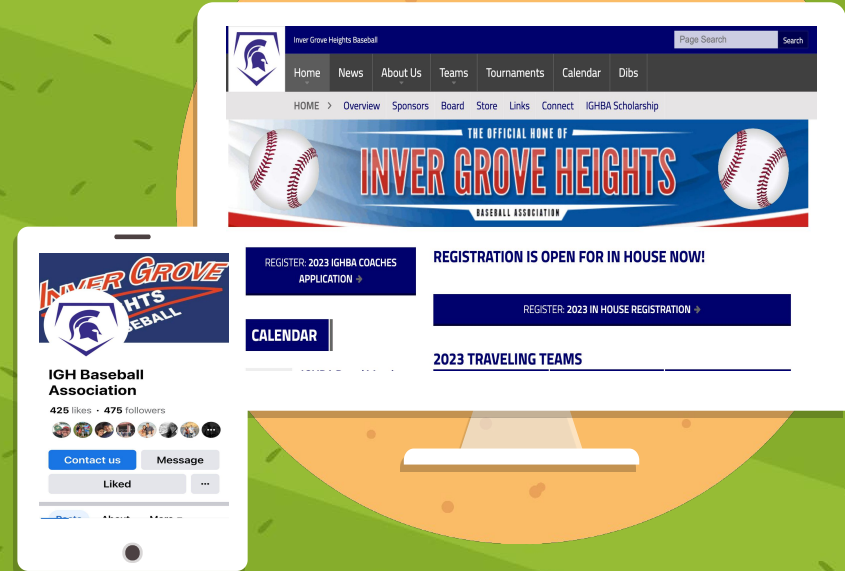 Inver Grove Heights Baseball
Page Search
Search
Home News About Us Teams Tournaments Calendar Dibs
HOME > Overview Sponsors Board Store Links Connect IGHBA Scholarship
THE OFFICIAL HOME OF
INVER GROVE HEIGHTS
BASEBALL ASSOCIATION
REGISTER: 2023 IGHBA COACHES
APPLICATION →
CALENDAR
REGISTRATION IS OPEN FOR IN HOUSE NOW!
REGISTER: 2023 IN HOUSE REGISTRATION →
2023 TRAVELING TEAMS
INVER GROVE
HTS
EBALL
IGH Baseball
Association
425 likes • 475 followers
Contact us Message
Liked ...
Posts About More